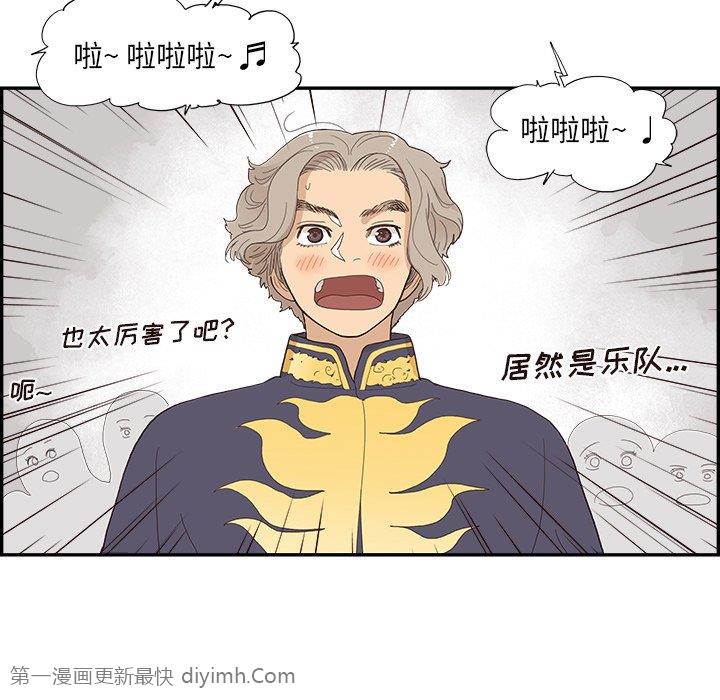 啦~ 啦啦啦~♬
啦啦啦~ ♩
也太厉害了吧?
呃~
居然是乐队...
第一漫画更新最快 diyimh.Com